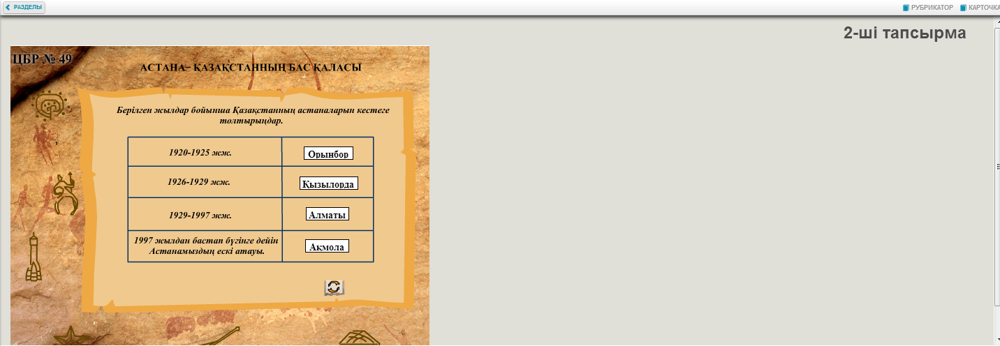 РАЗДЕЛЫ
РУБРИКАТОР КАРТОЧКА
2-ші тапсырма
ЦБР № 49
АСТАНА– ҚАЗАҚСТАННЫҢ БАС ҚАЛАСЫ
Берілген жылдар бойынша Қазақстанның астаналарын кестеге
толтырыңдар.
1920-1925 жж. Орынбор
1926-1929 жж. Қызылорда
1929-1997 жж. Алматы
1997 жылдан бастап бүгінге дейін
Астанамыздың ескі атауы. Ақмола